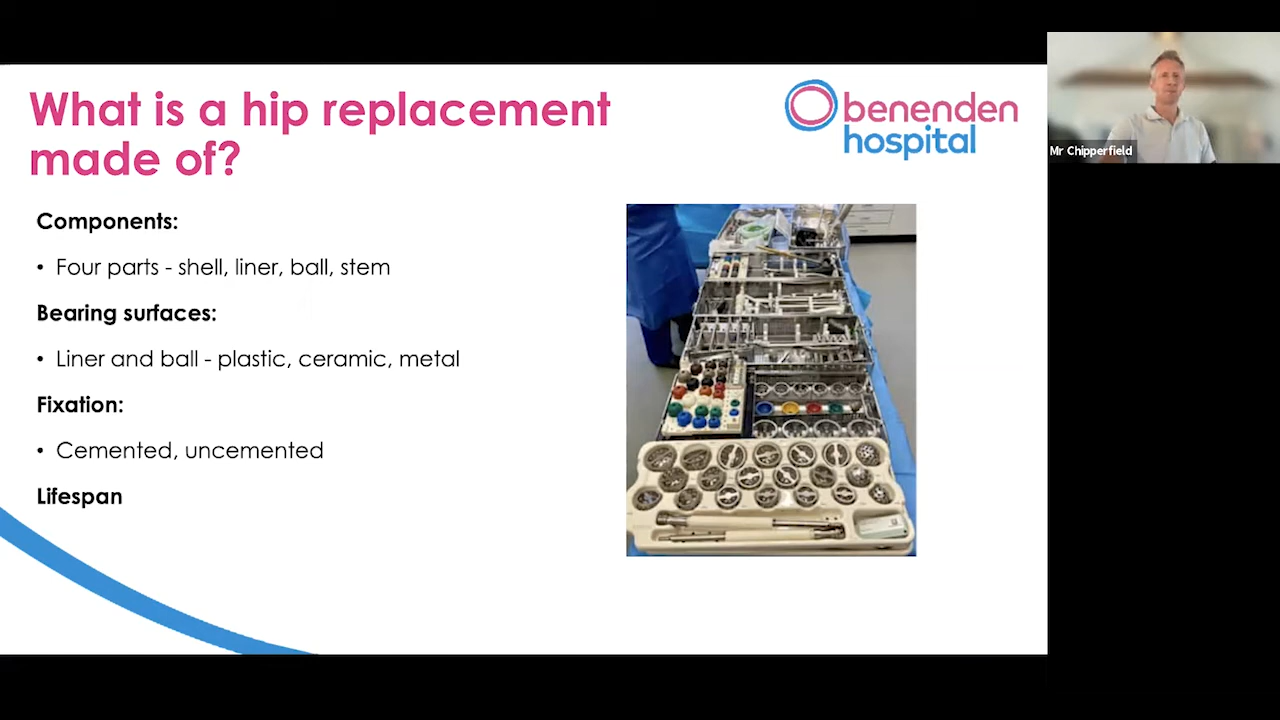 What is a hip replacement
made of?
benenden
hospital
Mr Chipperfield
Components:
• Four parts - shell, liner, ball, stem
Bearing surfaces:
• Liner and ball - plastic, ceramic, metal
Fixation:
• Cemented, uncemented
Lifespan